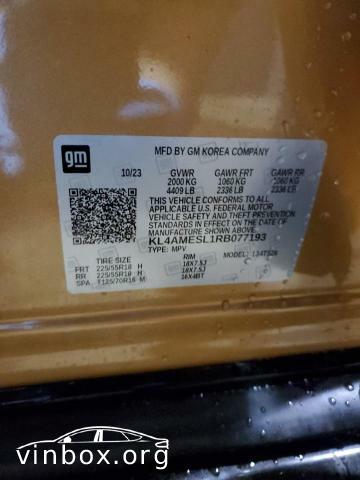 gm
MFD BY GM KOREA COMPANY
10/23 GVWR GAWR FRT GAWR RR
2000 KG 1060 KG 1060 KG
4409 LB 2336 LB 2336 LB
THIS VEHICLE CONFORMS TO ALL
APPLICABLE U.S. FEDERAL MOTOR
VEHICLE SAFETY AND THEFT PREVENTION
STANDARDS IN EFFECT ON THE DATE OF
MANUFACTURE SHOWN ABOVE.
KL4AMESL1RB077193
TYPE: MPV MODEL:
TIRE SIZE RIM
FRT 225/55R18 H 18X7.5J
RR 225/55R18 H 18X7.5J
SPA T125/70R16 M 16X4BT
vinbox.org